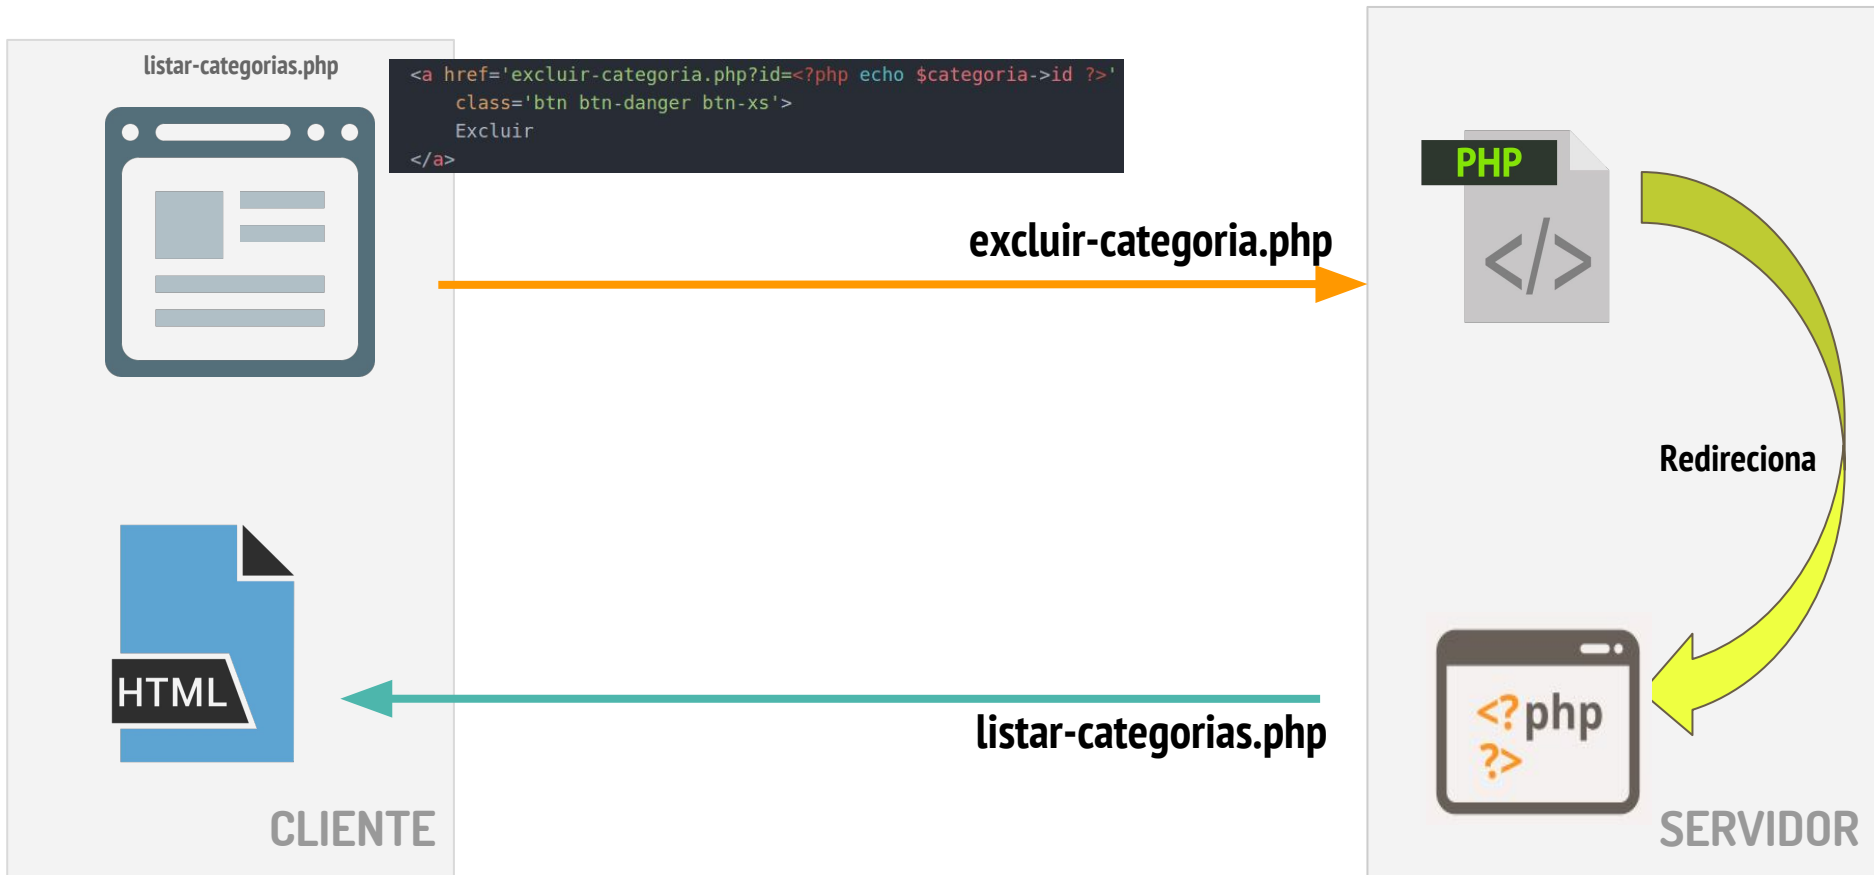 listar-categorias.php
<a href='excluir-categoria.php?id=<?php echo $categoria->id ?>'
    class='btn btn-danger btn-xs'>
    Excluir
</a>
PHP
</>
excluir-categoria.php
Redireciona
HTML
listar-categorias.php
<?php
?>
CLIENTE
SERVIDOR